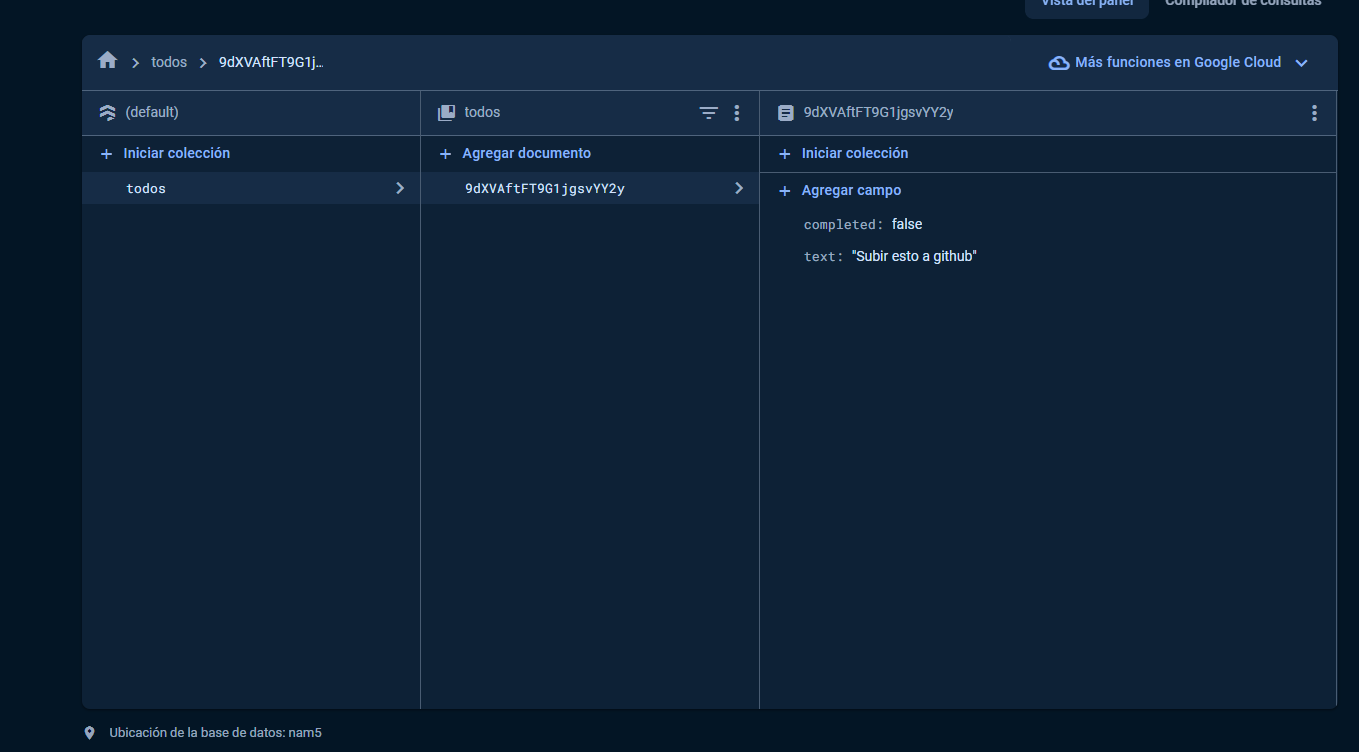 Vista del panel
Compilador de consultas
todos
9dXVAftFT9G1j…
Más funciones en Google Cloud
(default)
todos
9dXVAftFT9G1jgsvYY2y
Iniciar colección
Agregar documento
Iniciar colección
todos
9dXVAftFT9G1jgsvYY2y
Agregar campo
completed: false
text: "Subir esto a github"
Ubicación de la base de datos: nam5